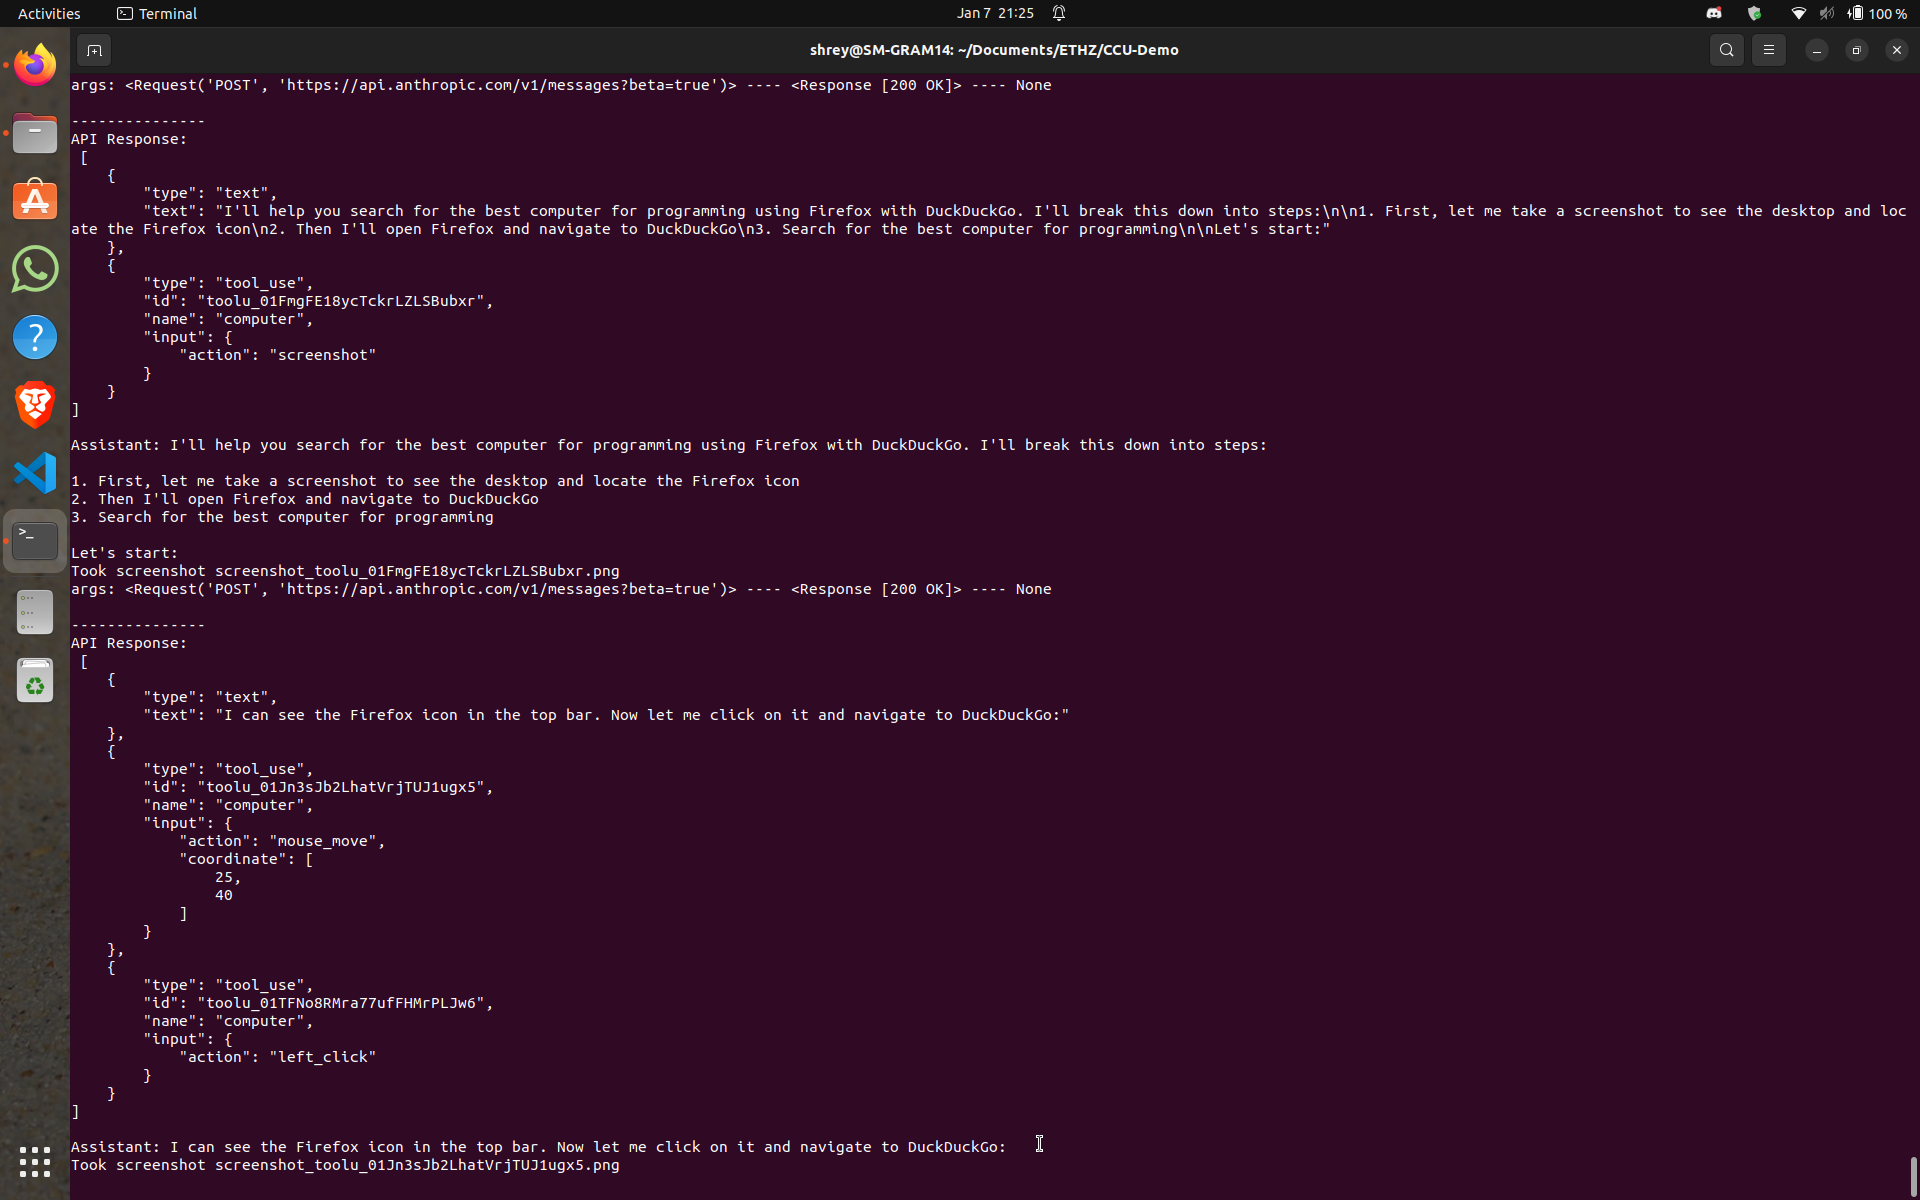 Activities
Terminal
Jan 7 21:25
100 %
shrey@SM-GRAM14: ~/Documents/ETHZ/CCU-Demo
args: <Request('POST', 'https://api.anthropic.com/v1/messages?beta=true')> ---- <Response [200 OK]> ---- None
---------------
API Response:
[
{
"type": "text",
"text": "I'll help you search for the best computer for programming using Firefox with DuckDuckGo. I'll break this down into steps:\n\n1. First, let me take a screenshot to see the desktop and loc
ate the Firefox icon\n2. Then I'll open Firefox and navigate to DuckDuckGo\n3. Search for the best computer for programming\n\nLet's start:"
},
{
"type": "tool_use",
"id": "toolu_01FmgFE18ycTckrLZLSBubxr",
"name": "computer",
"input": {
"action": "screenshot"
}
}
]
Assistant: I'll help you search for the best computer for programming using Firefox with DuckDuckGo. I'll break this down into steps:
1. First, let me take a screenshot to see the desktop and locate the Firefox icon
2. Then I'll open Firefox and navigate to DuckDuckGo
3. Search for the best computer for programming
Let's start:
Took screenshot screenshot_toolu_01FmgFE18ycTckrLZLSBubxr.png
args: <Request('POST', 'https://api.anthropic.com/v1/messages?beta=true')> ---- <Response [200 OK]> ---- None
---------------
API Response:
[
{
"type": "text",
"text": "I can see the Firefox icon in the top bar. Now let me click on it and navigate to DuckDuckGo:"
},
{
"type": "tool_use",
"id": "toolu_01Jn3sJb2LhatVrjTUJ1ugx5",
"name": "computer",
"input": {
"action": "mouse_move",
"coordinate": [
25,
40
]
}
},
{
"type": "tool_use",
"id": "toolu_01TFNo8RMra77ufFHMrPLJw6",
"name": "computer",
"input": {
"action": "left_click"
}
}
]
Assistant: I can see the Firefox icon in the top bar. Now let me click on it and navigate to DuckDuckGo:
Took screenshot screenshot_toolu_01Jn3sJb2LhatVrjTUJ1ugx5.png